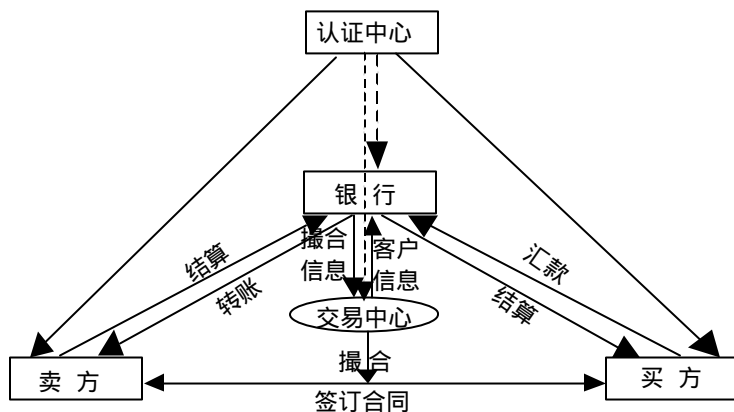 认证中心
银 行
撮合
信息
客户
信息
结算
转账
汇款
结算
交易中心
撮 合
卖 方
买 方
签订合同